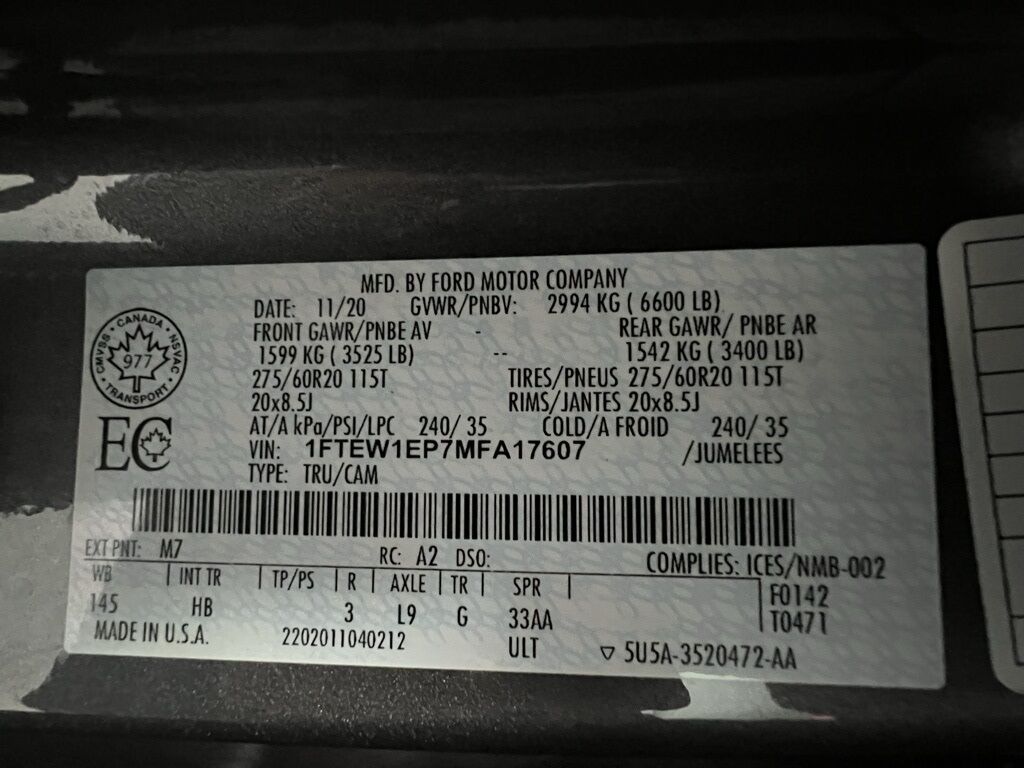 MFD. BY FORD MOTOR COMPANY
DATE: 11/20 GVWR/PNBV: 2994 KG ( 6600 LB)
FRONT GAWR/PNBE AV - REAR GAWR/ PNBE AR
1599 KG ( 3525 LB) -- 1542 KG ( 3400 LB)
275/60R20 115T TIRES/PNEUS 275/60R20 115T
20x8.5J RIMS/JANTES 20x8.5J
AT/A kPa/PSI/LPC 240/ 35 COLD/A FROID 240/ 35
VIN: 1FTEW1EP7MFA17607 /JUMELEES
TYPE: TRU/CAM
CANADA
CMVSS NSVAC
977
TRANSPORT
EC
EXT PNT: M7 RC: A2 DSO: COMPLIES: ICES/NMB-002
WB INT TR TP/PS R AXLE TR SPR F0142
145 HB 3 L9 G 33AA T0471
MADE IN U.S.A. 2202011040212 ULT ▽ 5U5A-3520472-AA